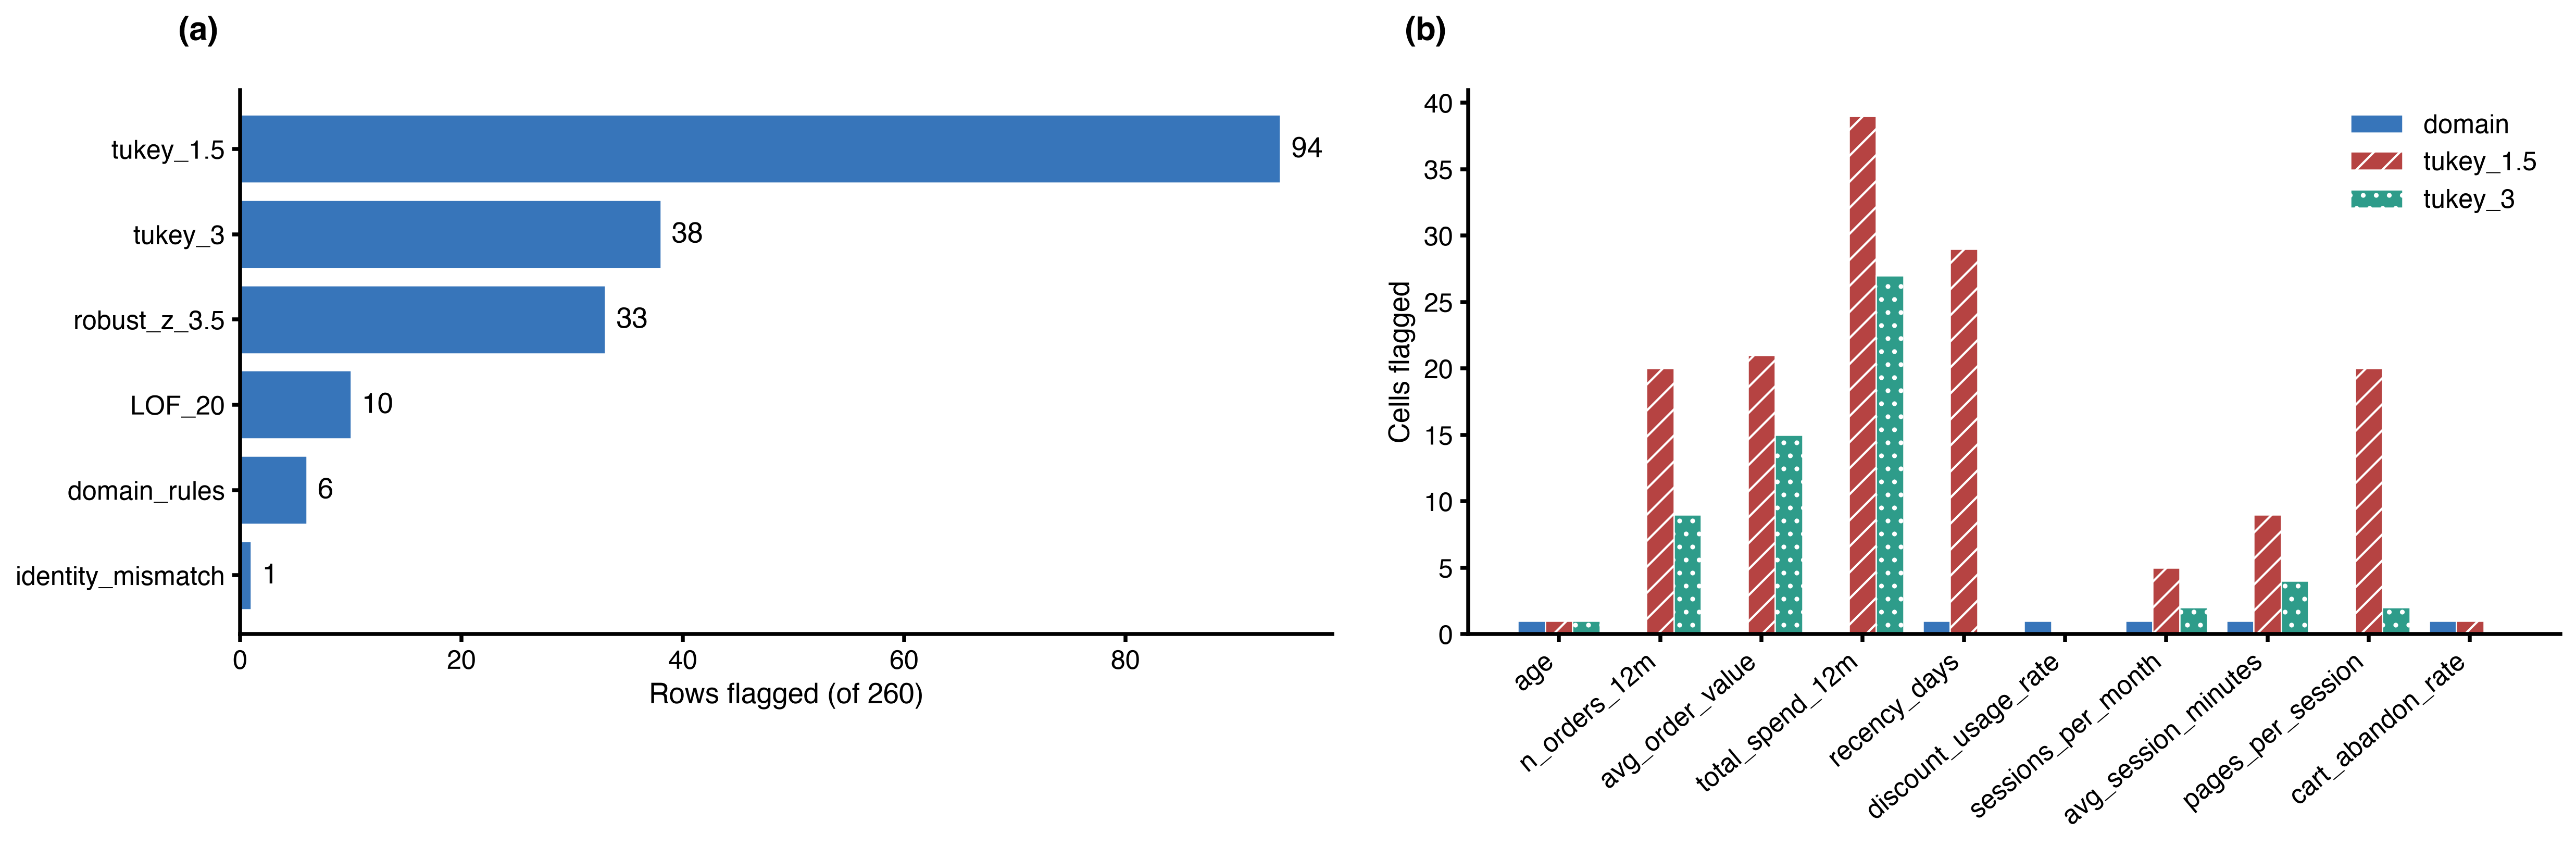 (a)
tukey_1.5
94
tukey_3
38
robust_z_3.5
33
LOF_20
10
domain_rules
6
identity_mismatch
1
0 20 40 60 80
Rows flagged (of 260)
(b)
Cells flagged
40
35
30
25
20
15
10
5
0
domain
tukey_1.5
tukey_3
age
n_orders_12m
avg_order_value
total_spend_12m
recency_days
discount_usage_rate
sessions_per_month
avg_session_minutes
pages_per_session
cart_abandon_rate